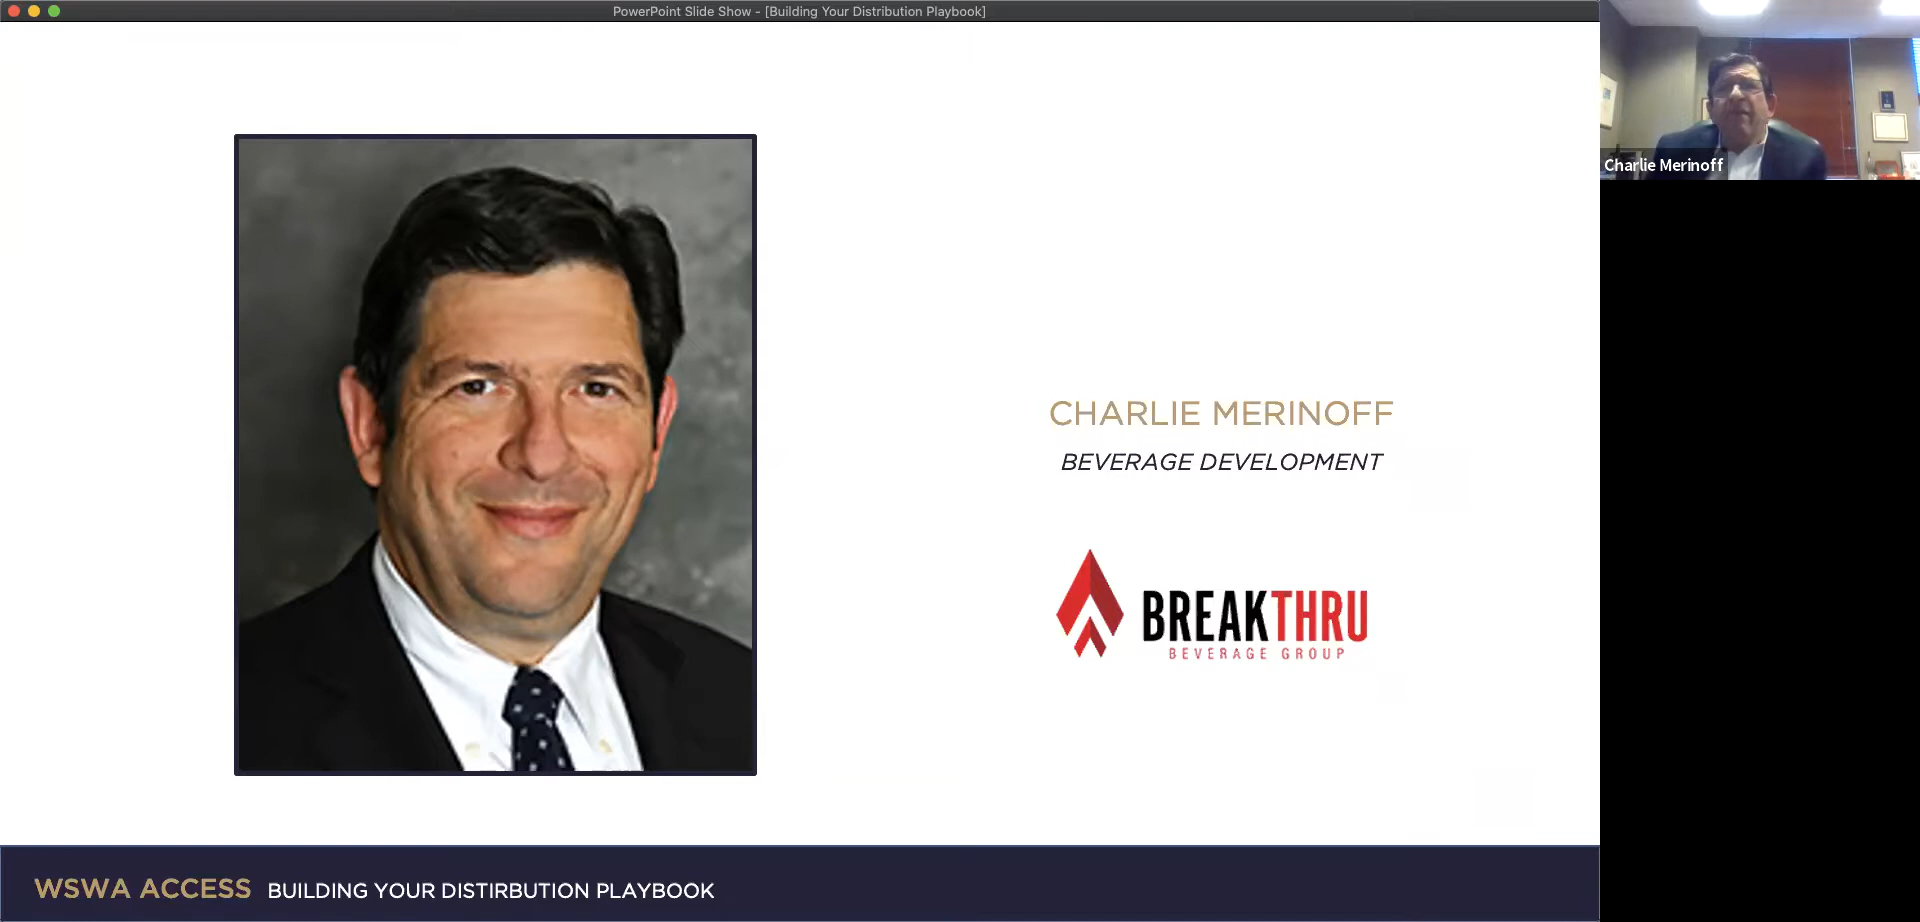 PowerPoint Slide Show - [Building Your Distribution Playbook]
Charlie Merinoff
CHARLIE MERINOFF
BEVERAGE DEVELOPMENT
BREAKTHRU
BEVERAGE GROUP
WSWA ACCESS BUILDING YOUR DISTIRBUTION PLAYBOOK